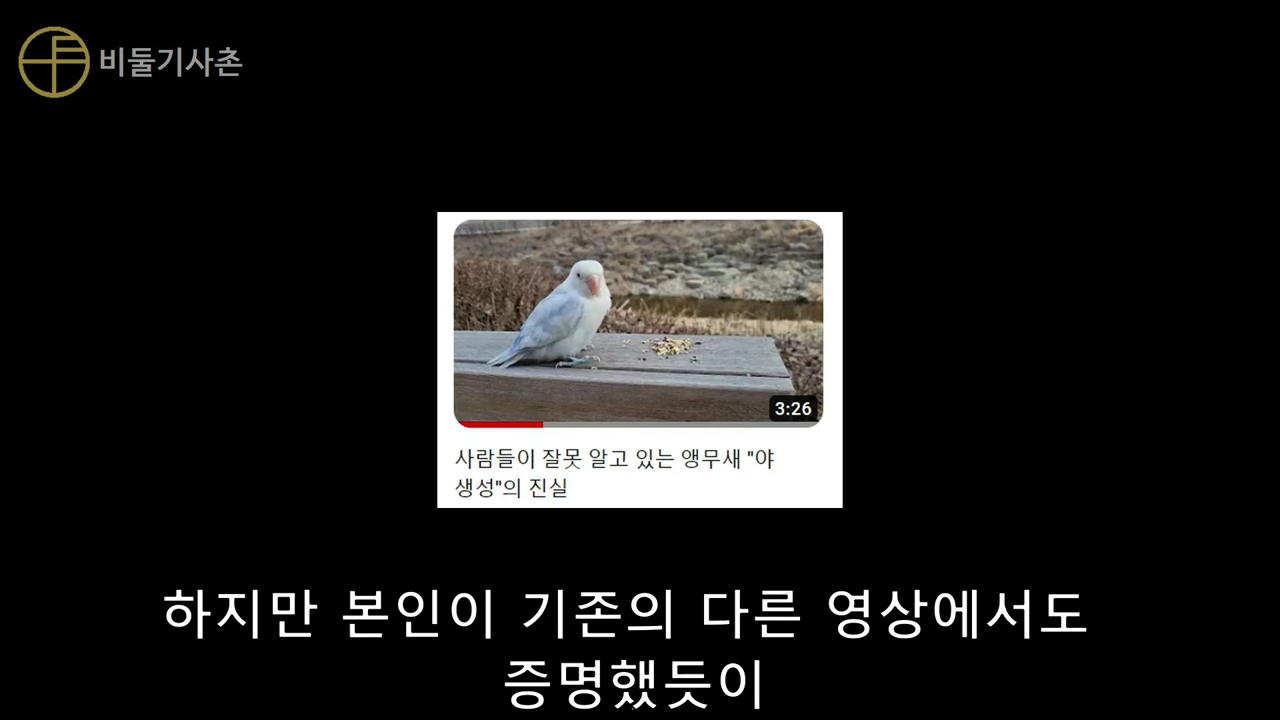 비둘기사촌
3:26
사람들이 잘못 알고 있는 앵무새 "야
생성"의 진실
하지만 본인이 기존의 다른 영상에서도
증명했듯이